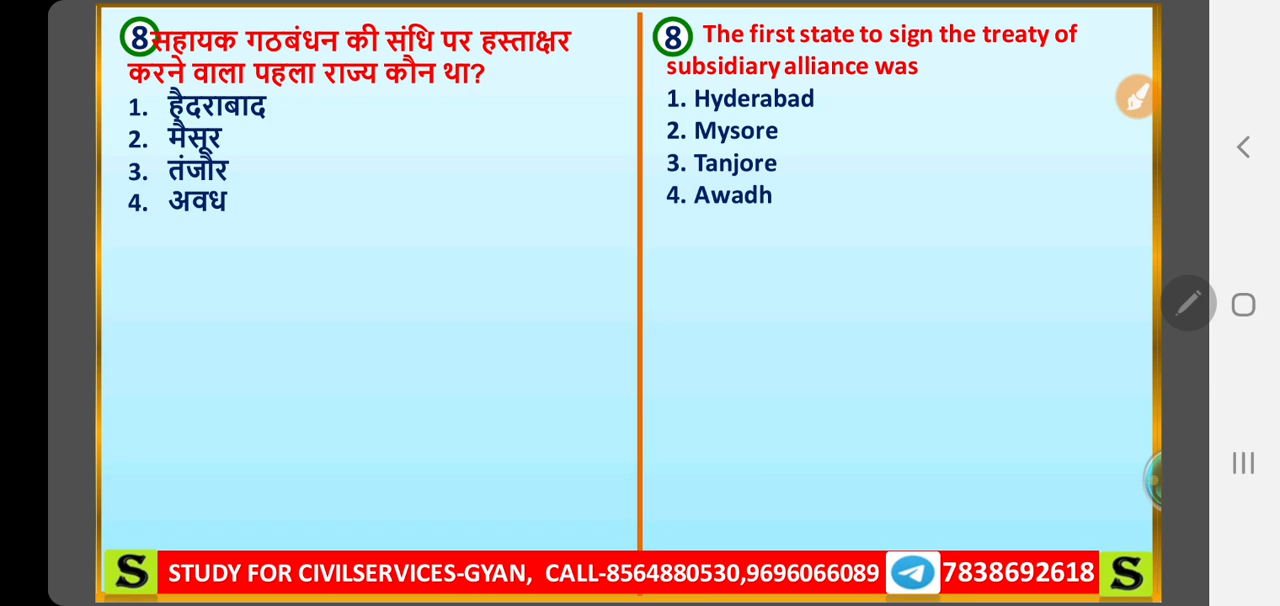 8 सहायक गठबंधन की संधि पर हस्ताक्षर
करने वाला पहला राज्य कौन था?
1. हैदराबाद
2. मैसूर
3. तंजौर
4. अवध
8 The first state to sign the treaty of
subsidiary alliance was
1. Hyderabad
2. Mysore
3. Tanjore
4. Awadh
S STUDY FOR CIVILSERVICES-GYAN, CALL-8564880530,9696066089 7838692618 S